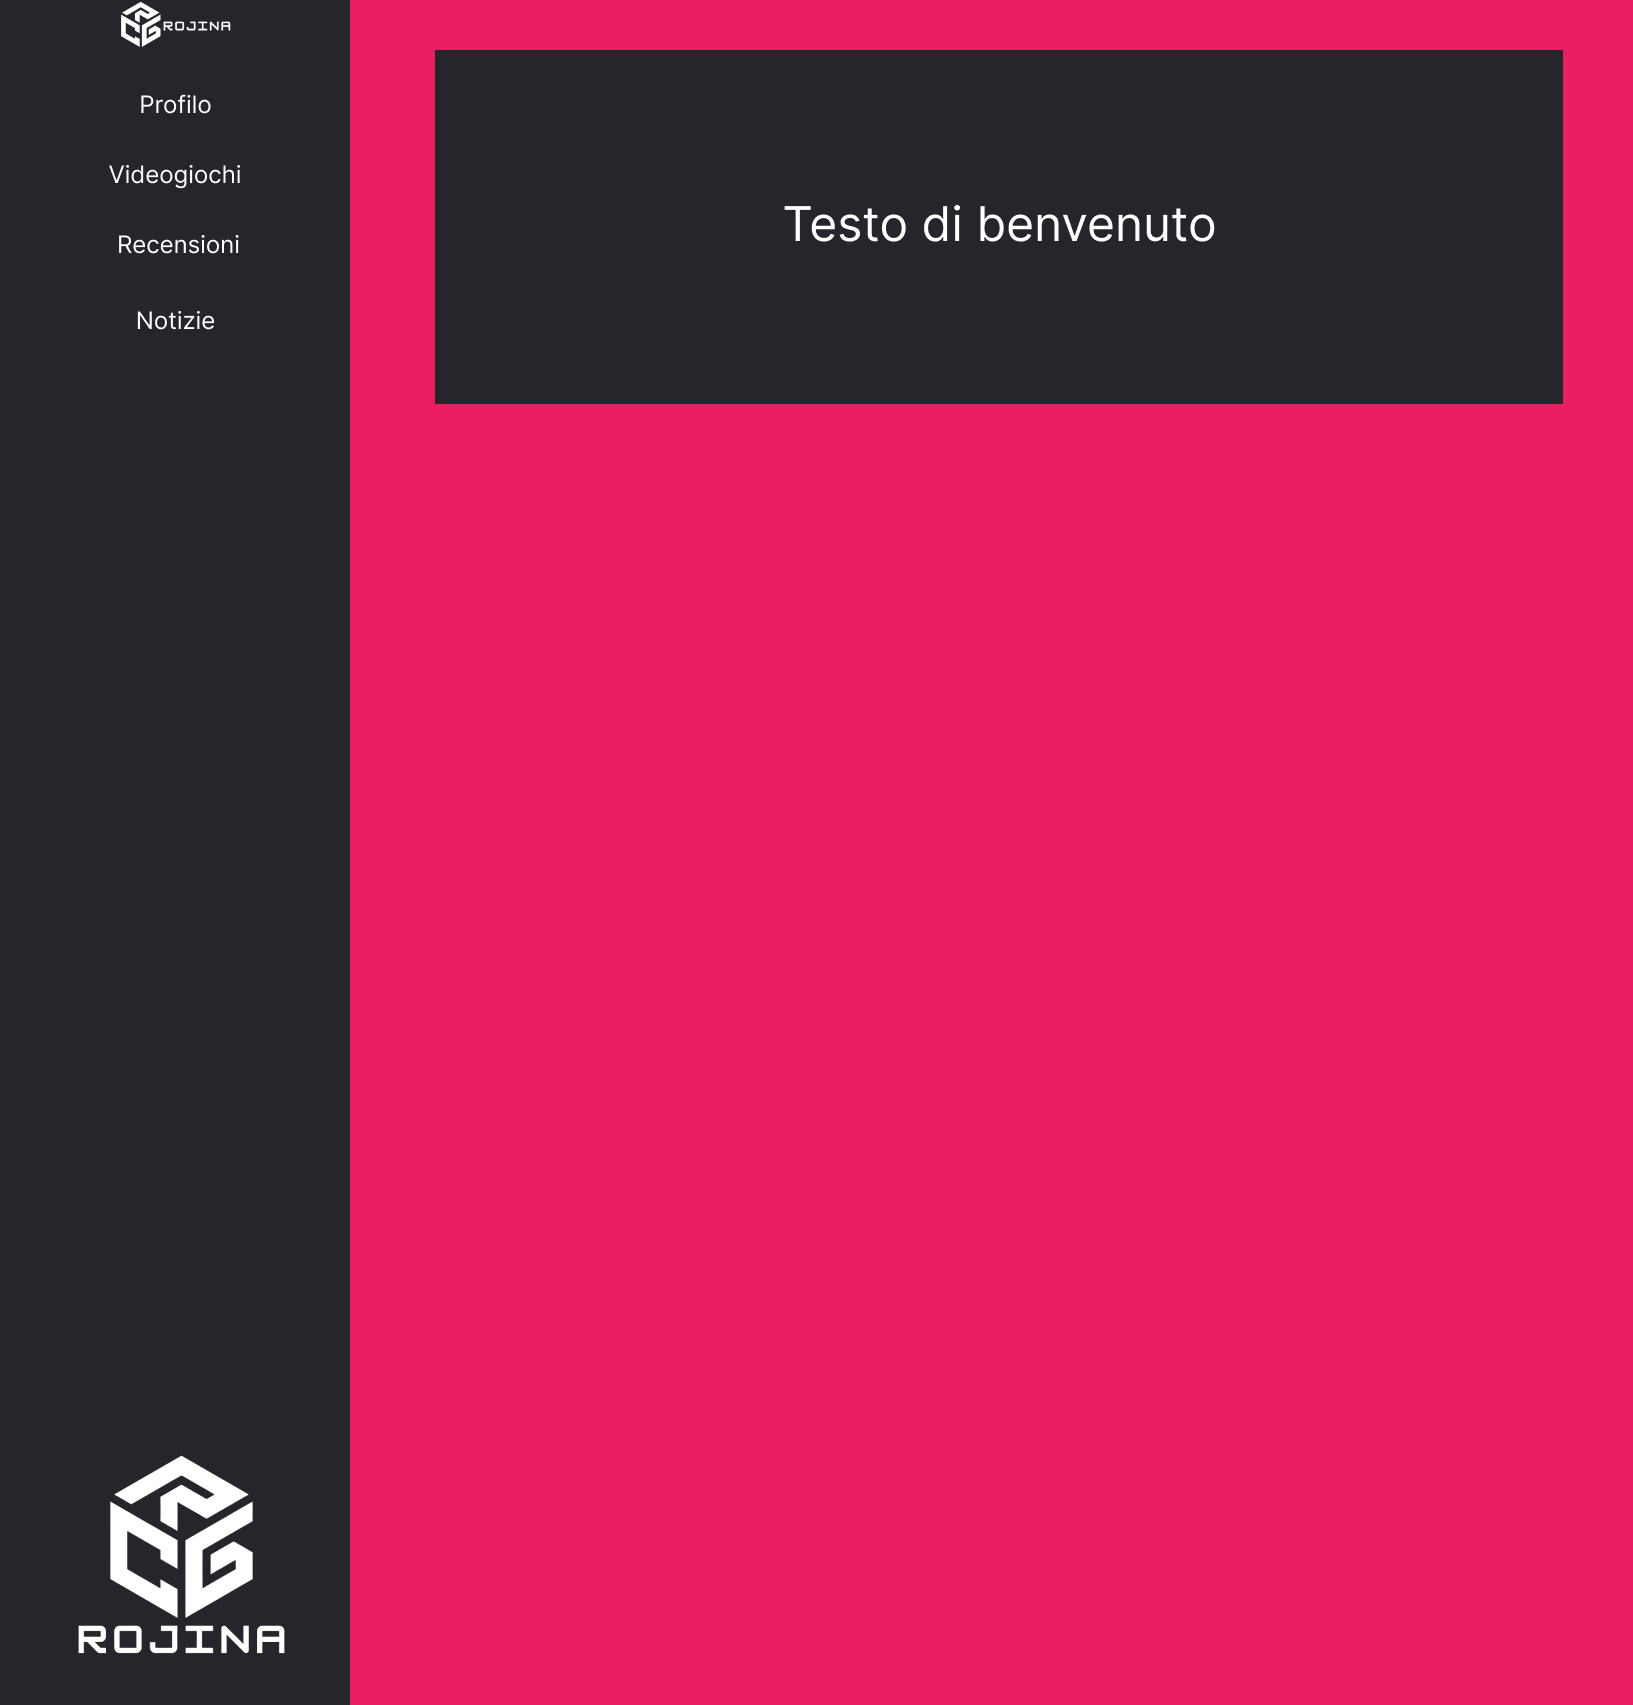 ROJINA
Profilo
Videogiochi
Recensioni
Notizie
Testo di benvenuto
ROJINA